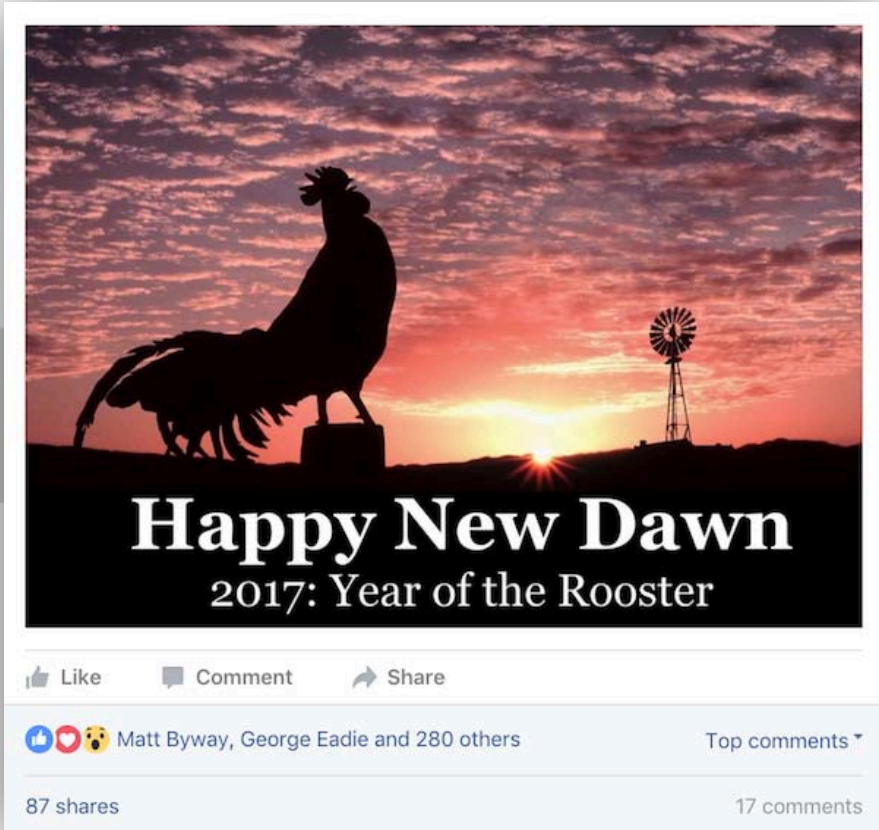 Happy New Dawn
2017: Year of the Rooster
Like Comment Share
Matt Byway, George Eadie and 280 others Top comments
87 shares 17 comments